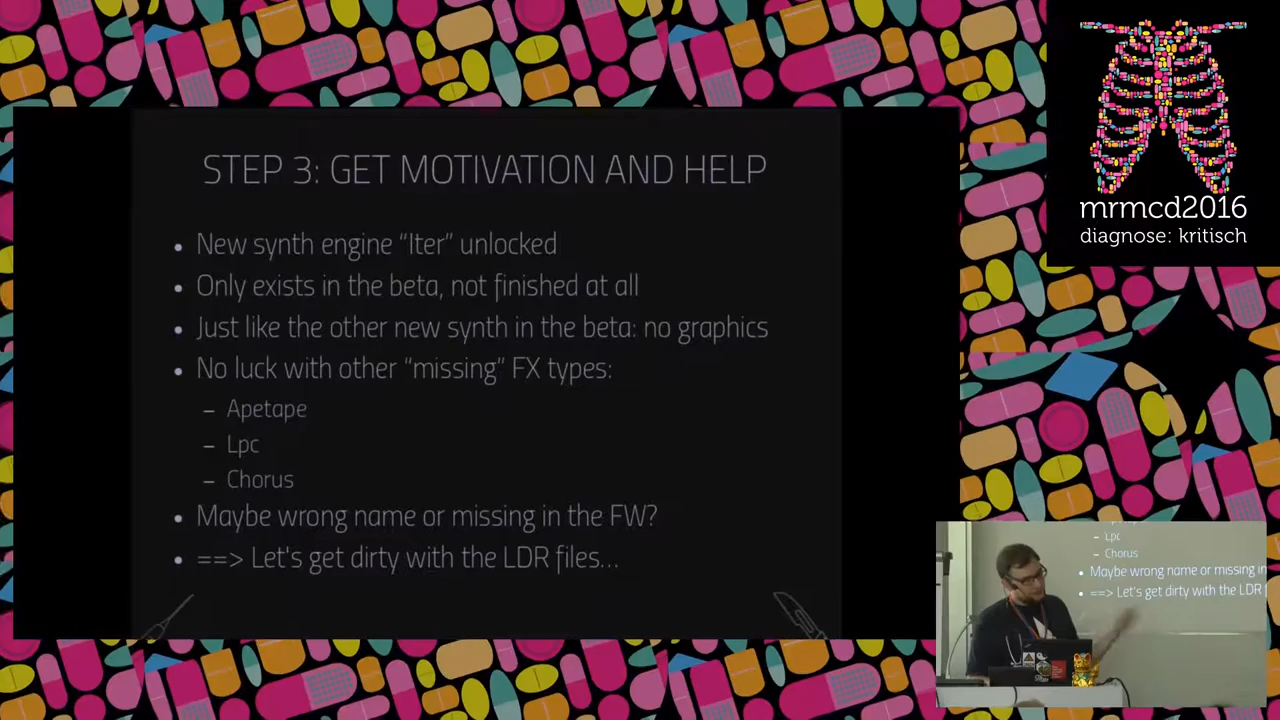 STEP 3: GET MOTIVATION AND HELP
• New synth engine “Iter” unlocked
• Only exists in the beta, not finished at all
• Just like the other new synth in the beta: no graphics
• No luck with other “missing” FX types:
– Apetape
– Lpc
– Chorus
• Maybe wrong name or missing in the FW?
• ==> Let's get dirty with the LDR files...
mrmcd2016
diagnose: kritisch
– Lpc
– Chorus
• Maybe wrong name or missing in
• ==> Let's get dirty with the LDR